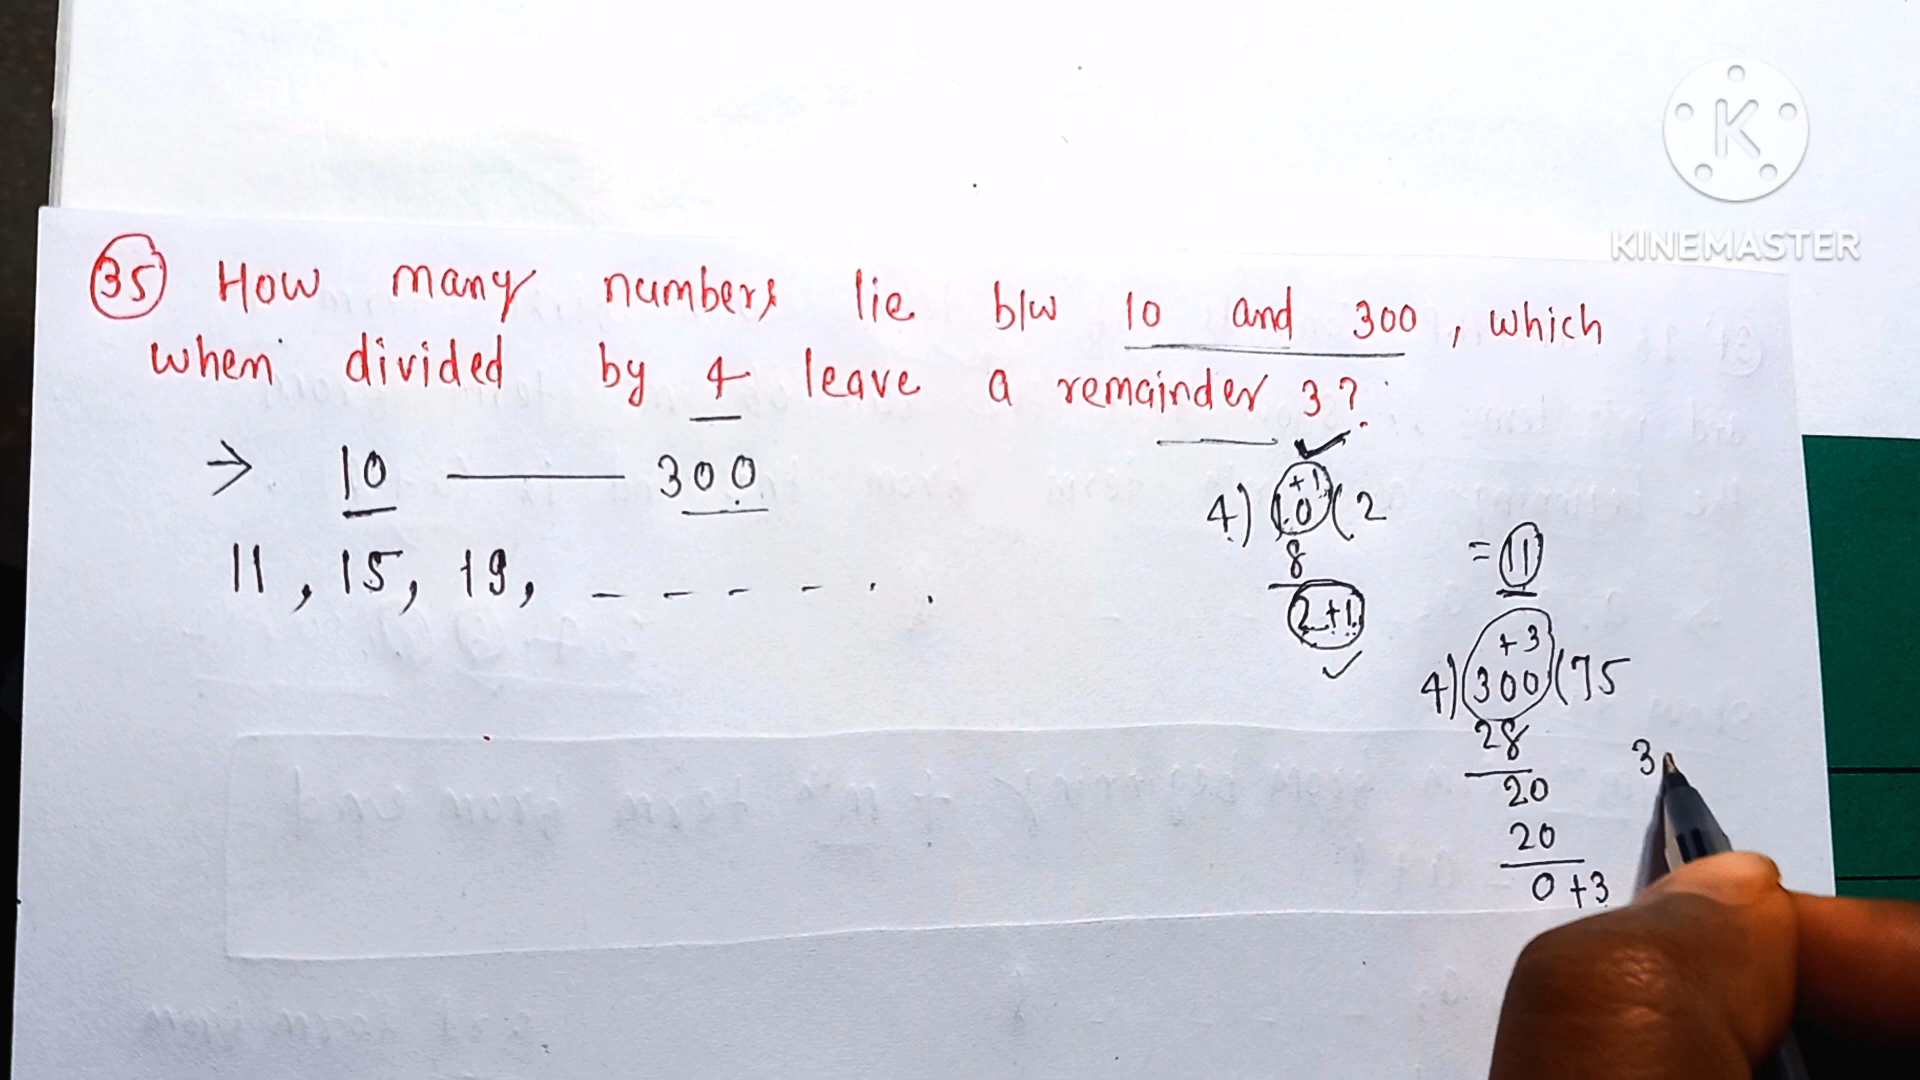 K
KINEMASTER
35 How many numbers lie b/w 10 and 300, which
when divided by 4 leave a remainder 3?
→ 10 ——— 300
11, 15, 19, - - - - . .
+1
4) 10 ( 2
8
2+1
= 11
+3
4) 300 ( 75
28
20
20
0 +3
3